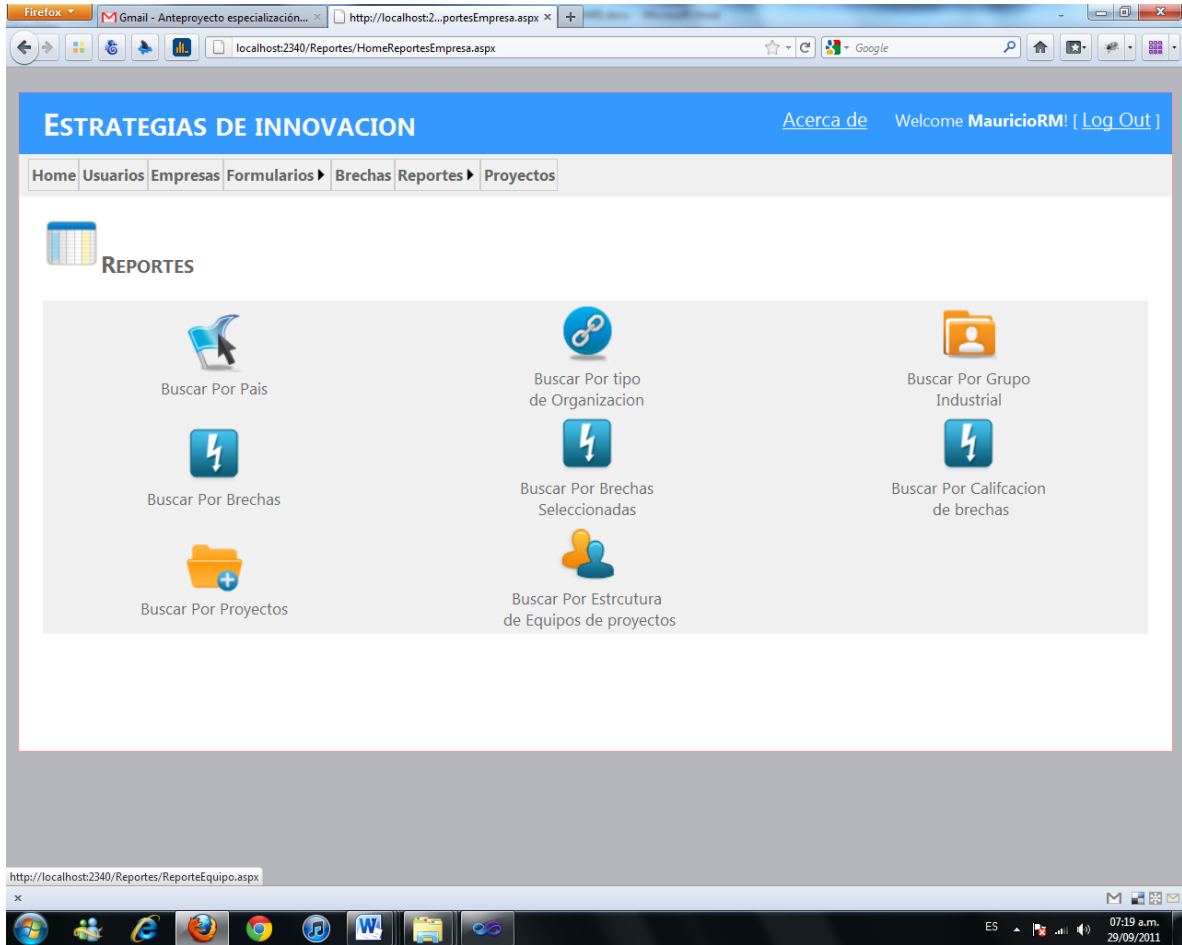 Firefox
Gmail - Anteproyecto especialización...
http://localhost:2...portesEmpresa.aspx
localhost:2340/Reportes/HomeReportesEmpresa.aspx
Google
ESTRATEGIAS DE INNOVACION
Acerca de
Welcome MauricioRM! [ Log Out ]
Home Usuarios Empresas Formularios Brechas Reportes Proyectos
REPORTES
Buscar Por Pais
Buscar Por tipo
de Organizacion
Buscar Por Grupo
Industrial
Buscar Por Brechas
Buscar Por Brechas
Seleccionadas
Buscar Por Califcacion
de brechas
Buscar Por Proyectos
Buscar Por Estrcutura
de Equipos de proyectos
http://localhost:2340/Reportes/ReporteEquipo.aspx
ES
07:19 a.m.
29/09/2011